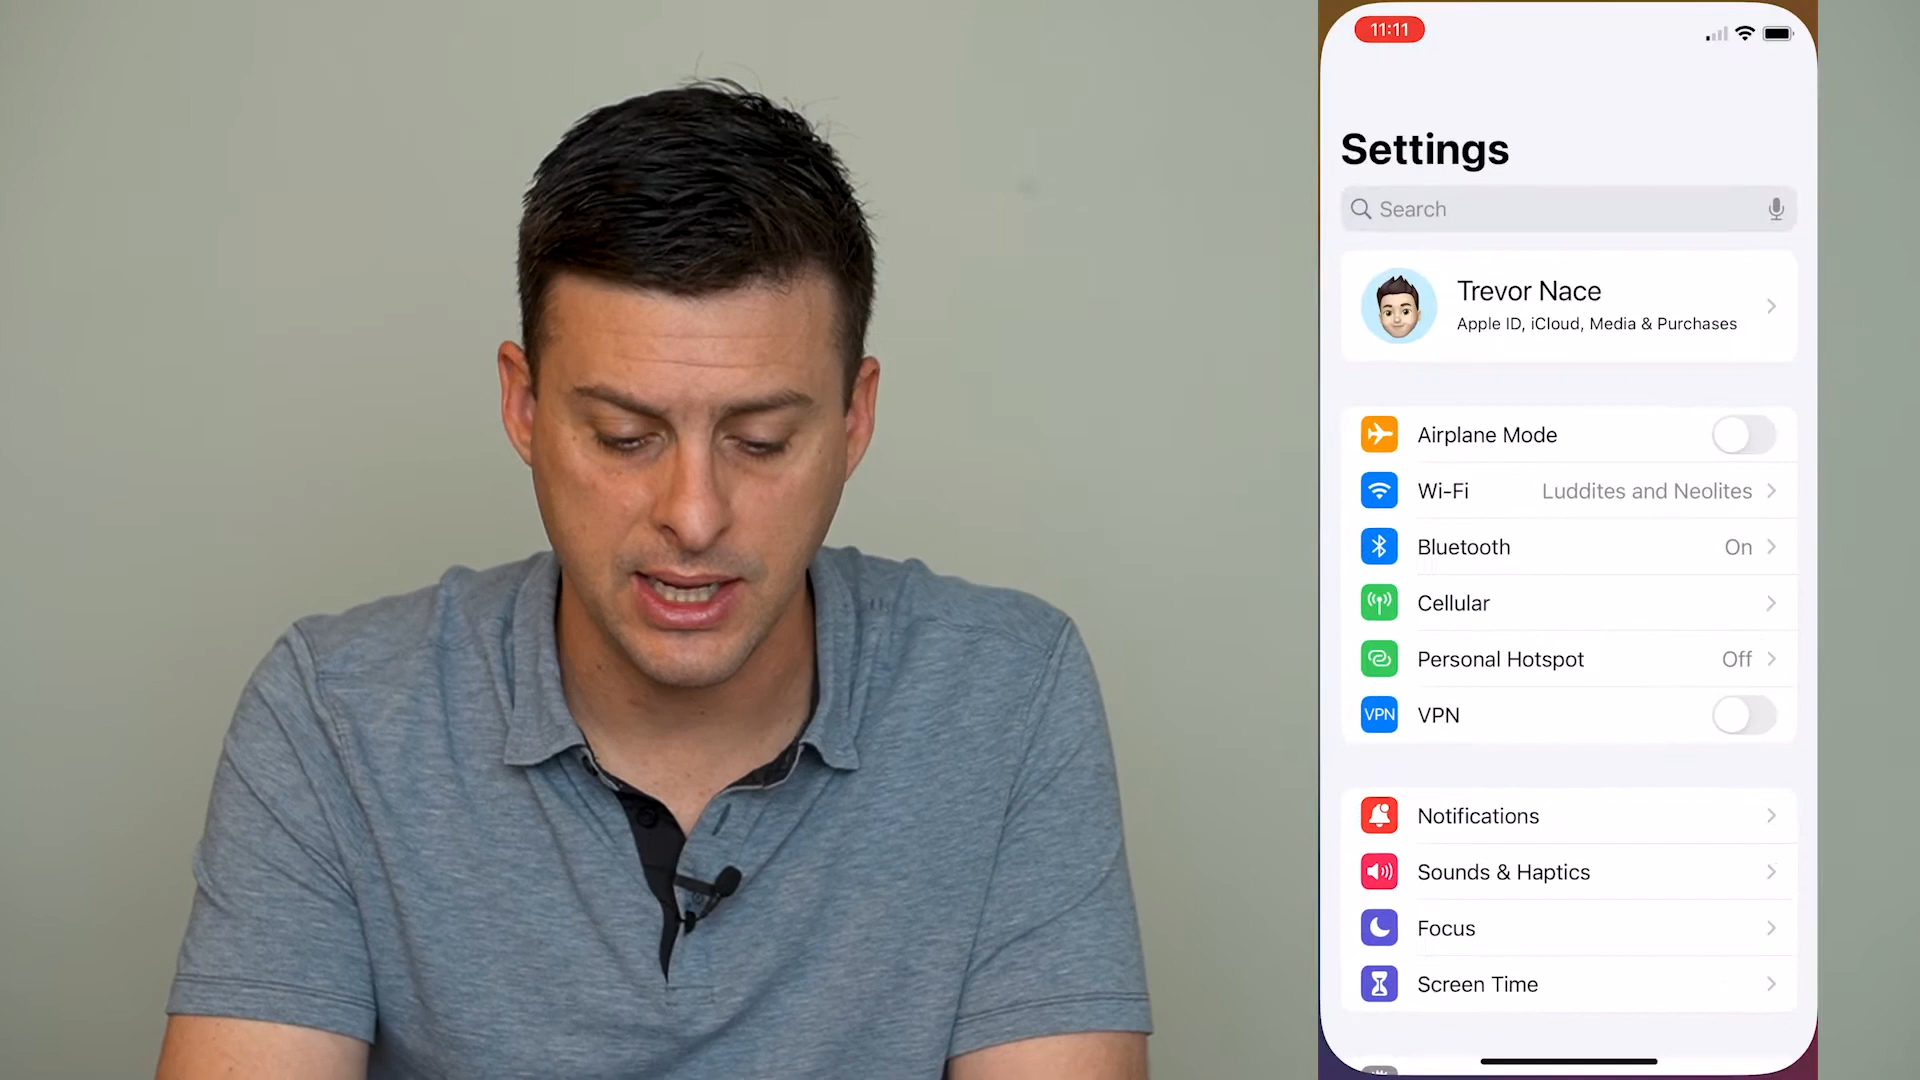 11:11
Settings
Search
Trevor Nace
Apple ID, iCloud, Media & Purchases
Airplane Mode
Wi-Fi Luddites and Neolites
Bluetooth On
Cellular
Personal Hotspot Off
VPN VPN
Notifications
Sounds & Haptics
Focus
Screen Time